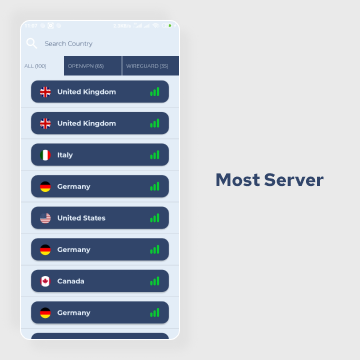 Search Country
ALL (100)
OPENVPN (65)
WIREGUARD (35)
United Kingdom
United Kingdom
Italy
Germany
United States
Germany
Canada
Germany
Most Server